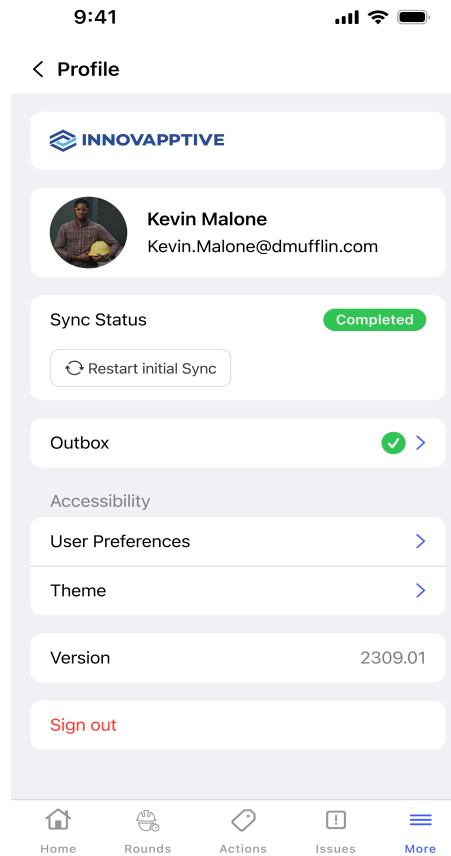 9:41
Profile
INNOVAPPTIVE
Kevin Malone
Kevin.Malone@dmufflin.com
Sync Status
Completed
Restart initial Sync
Outbox
Accessibility
User Preferences
Theme
Version
2309.01
Sign out
Home
Rounds
Actions
Issues
More